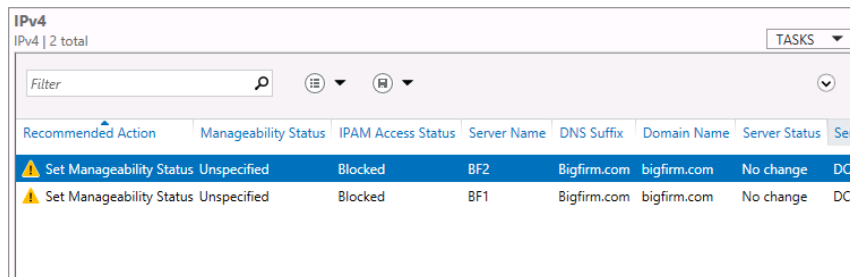 IPv4
IPv4 | 2 total
TASKS
Filter
Recommended Action Manageability Status IPAM Access Status Server Name DNS Suffix Domain Name Server Status Se
Set Manageability Status Unspecified Blocked BF2 Bigfirm.com bigfirm.com No change DC
Set Manageability Status Unspecified Blocked BF1 Bigfirm.com bigfirm.com No change DC